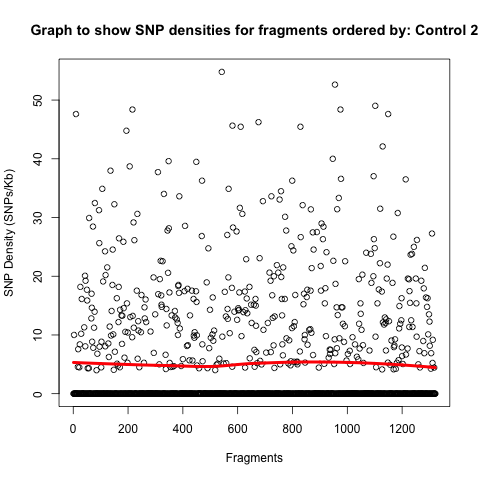 Graph to show SNP densities for fragments ordered by: Control 2
SNP Density (SNPs/Kb)
50
40
30
20
10
0
0 200 400 600 800 1000 1200
Fragments